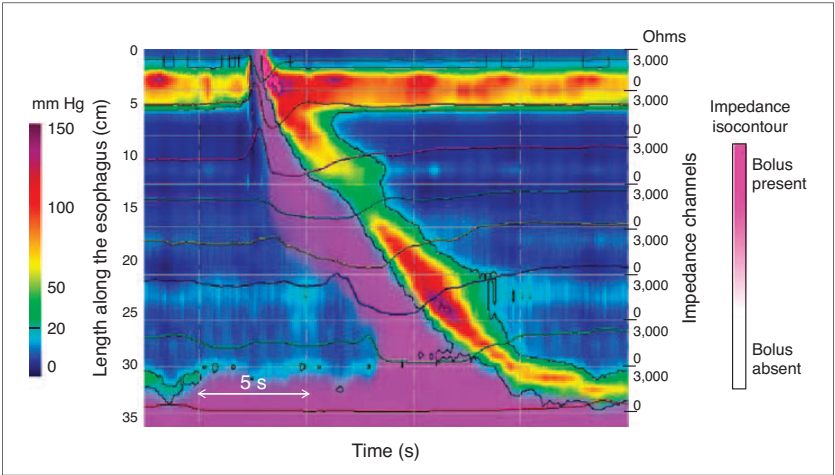 mm Hg
150
100
50
20
0
Length along the esophagus (cm)
0
5
10
15
20
25
30
35
5 s
Time (s)
Ohms
3,000
0
3,000
0
3,000
0
3,000
0
3,000
0
3,000
0
3,000
0
3,000
0
Impedance channels
Impedance
isocontour
Bolus
present
Bolus
absent